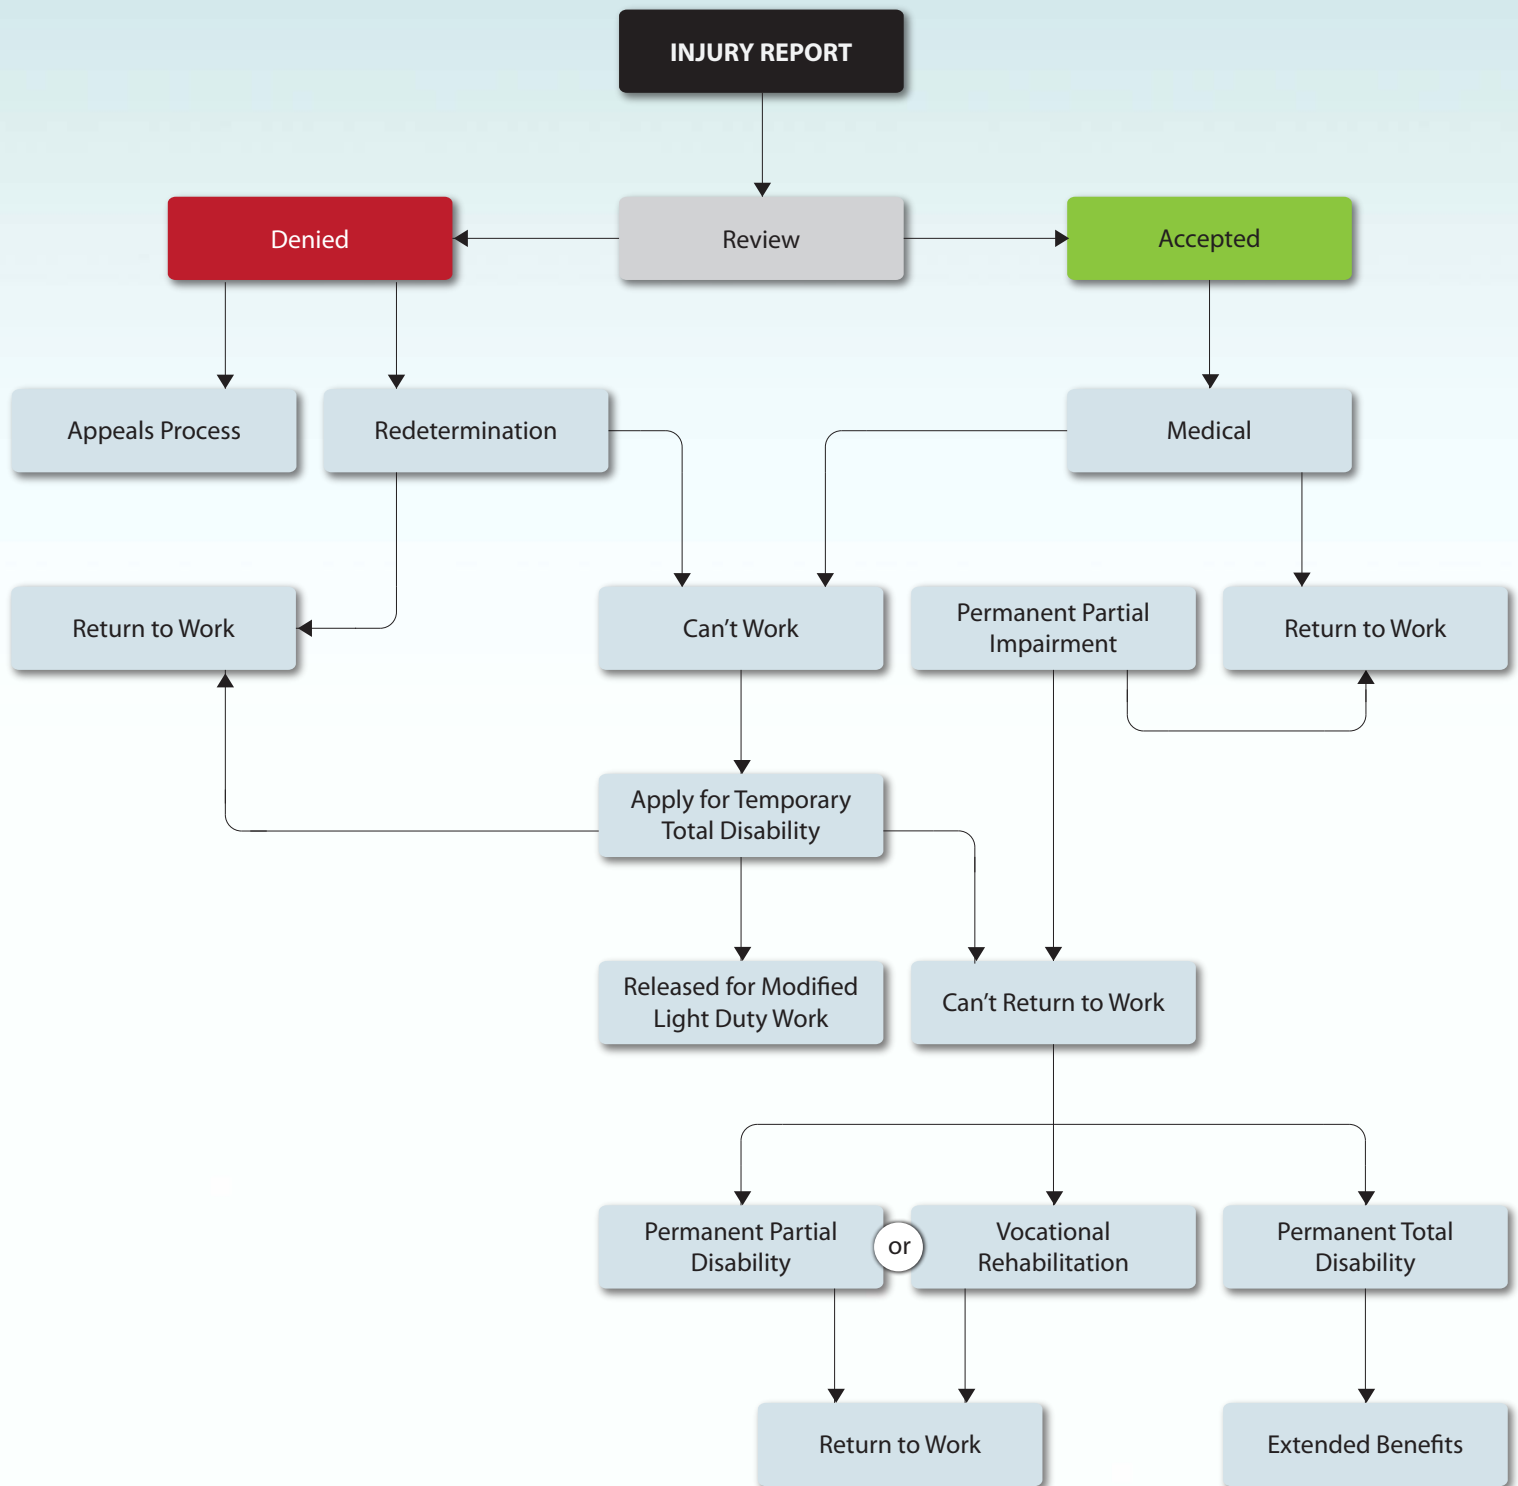 INJURY REPORT
Denied
Review
Accepted
Appeals Process
Redetermination
Medical
Return to Work
Can’t Work
Permanent Partial
Impairment
Return to Work
Apply for Temporary
Total Disability
Released for Modified
Light Duty Work
Can’t Return to Work
Permanent Partial
Disability
or
Vocational
Rehabilitation
Permanent Total
Disability
Return to Work
Extended Benefits